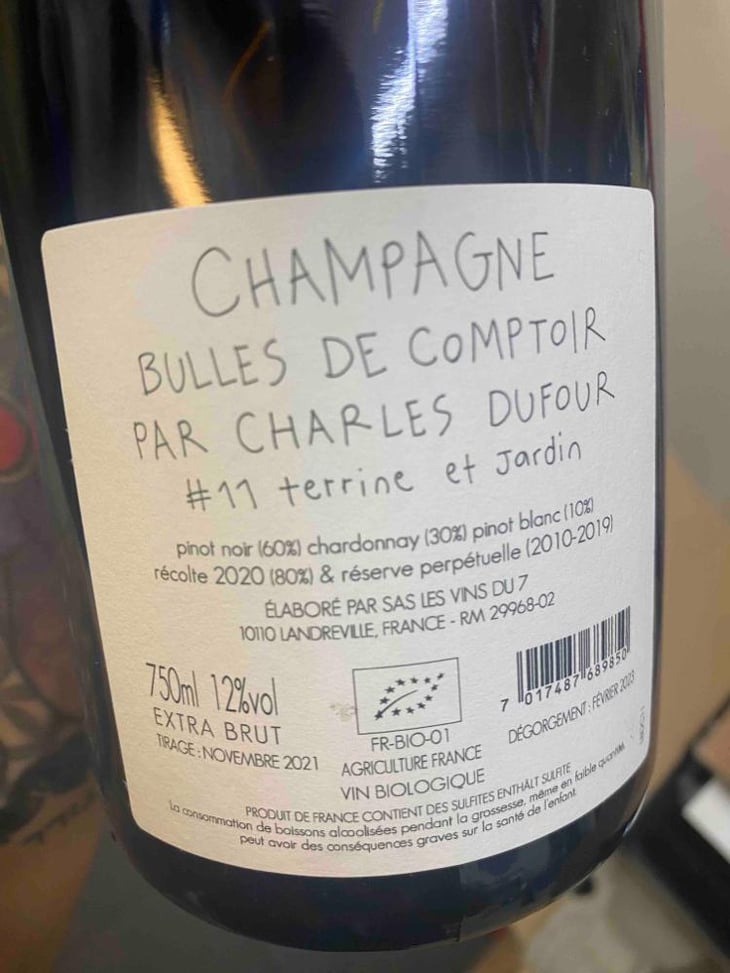 CHAMPAGNE
BULLES DE COMPTOIR
PAR CHARLES DUFOUR
#11 terrine et Jardin
pinot noir (60%) chardonnay (30%) pinot blanc (10%)
récolte 2020 (80%) & réserve perpétuelle (2010-2019)
ÉLABORÉ PAR SAS LES VINS DU 7
10110 LANDREVILLE, FRANCE - RM 29968-02
750ml 12%vol
EXTRA BRUT
TIRAGE : NOVEMBRE 2021
FR-BIO-01
AGRICULTURE FRANCE
VIN BIOLOGIQUE
7 017487 689850
DÉGORGEMENT : FÉVRIER 2023
PRODUIT DE FRANCE CONTIENT DES SULFITES ENTHALT SULFITE
La consommation de boissons alcoolisées pendant la grossesse, même en faible quantité,
peut avoir des conséquences graves sur la santé de l'enfant.